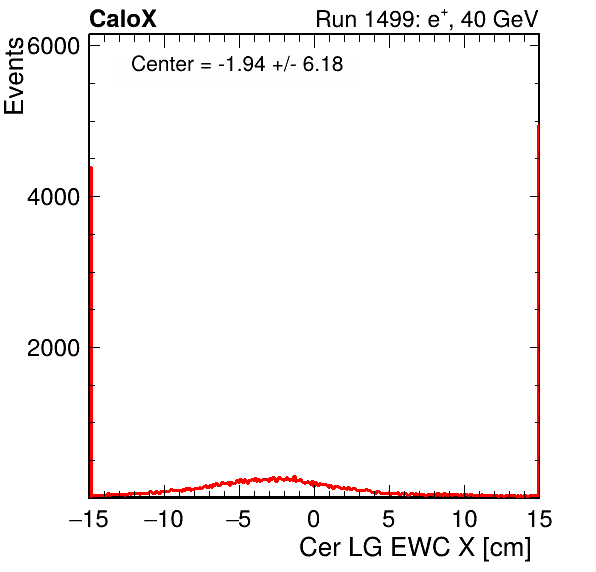 CaloX Run 1499: e⁺, 40 GeV
Events
Center = -1.94 +/- 6.18
6000
4000
2000
−15 −10 −5 0 5 10 15
Cer LG EWC X [cm]